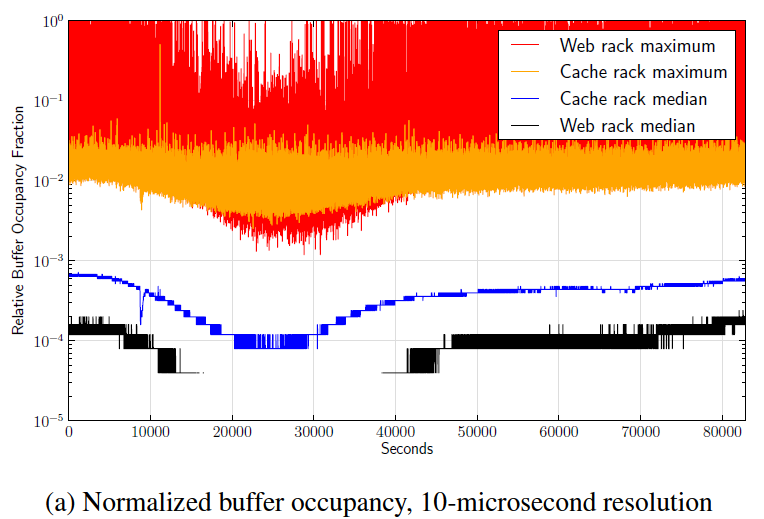 10⁰
10⁻¹
10⁻²
10⁻³
10⁻⁴
10⁻⁵
Relative Buffer Occupancy Fraction
Web rack maximum
Cache rack maximum
Cache rack median
Web rack median
0 10000 20000 30000 40000 50000 60000 70000 80000
Seconds
(a) Normalized buffer occupancy, 10-microsecond resolution